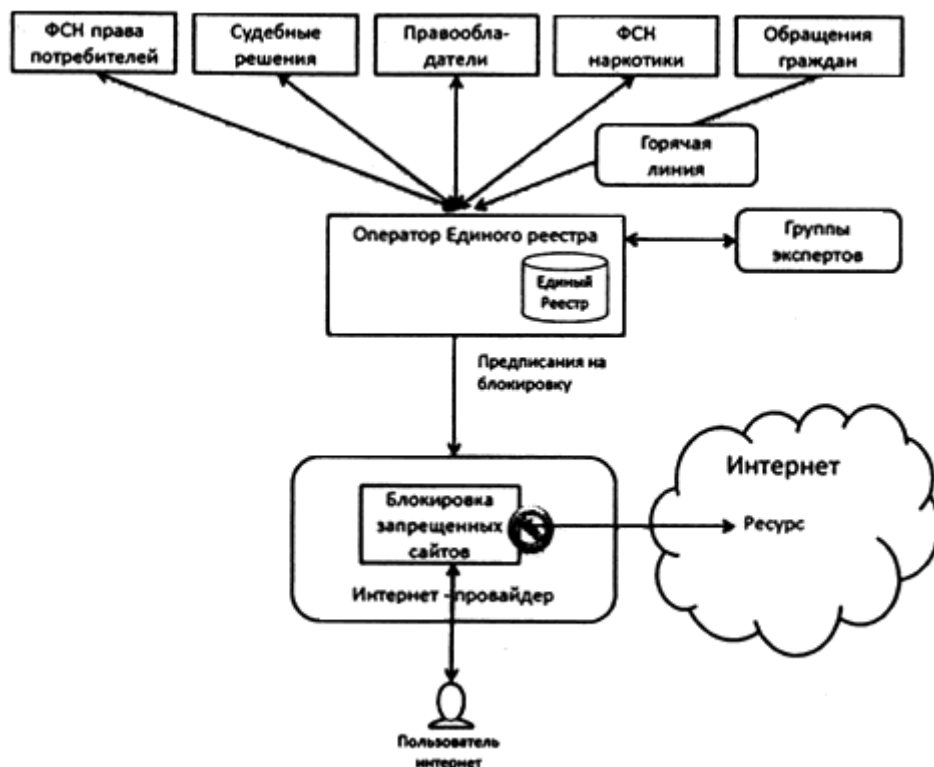 ФСН права
потребителей
Судебные
решения
Правообла-
датели
ФСН
наркотики
Обращения
граждан
Горячая
линия
Оператор Единого реестра
Группы
экспертов
Единый
Реестр
Предписания на
блокировку
Интернет
Блокировка
запрещенных
сайтов
Ресурс
Интернет - провайдер
Пользователь
интернет